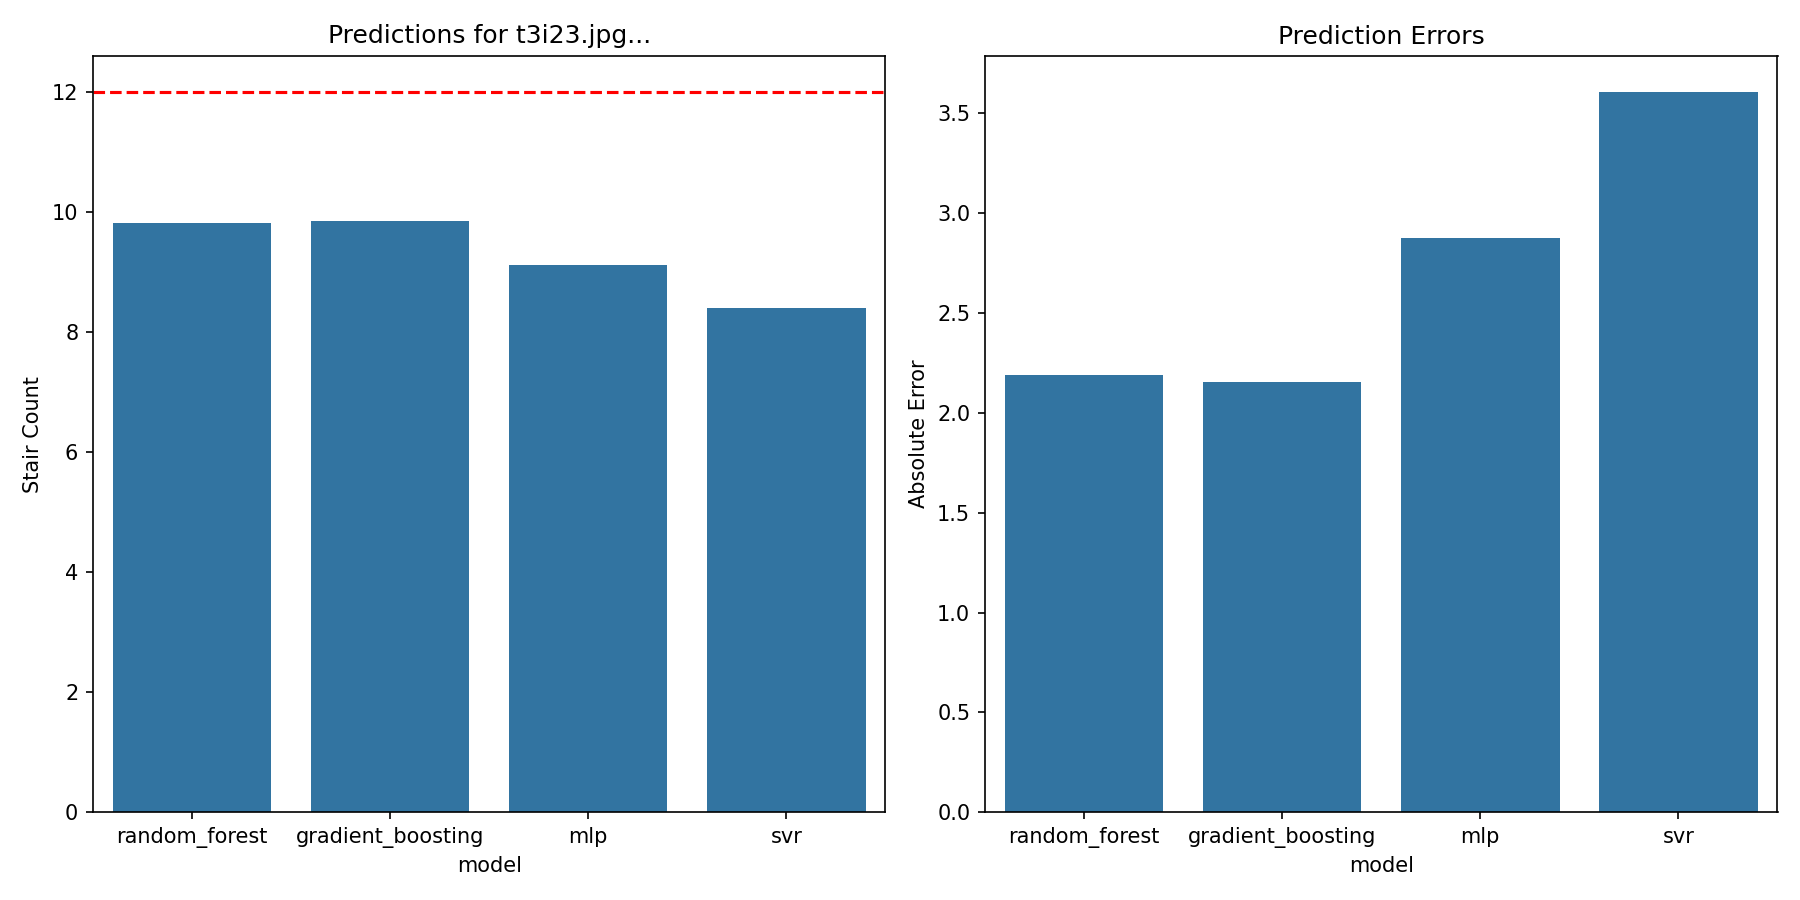 Predictions for t3i23.jpg...
12
10
8
6
4
2
0
Stair Count
random_forest gradient_boosting mlp svr
model
Prediction Errors
3.5
3.0
2.5
2.0
1.5
1.0
0.5
0.0
Absolute Error
random_forest gradient_boosting mlp svr
model